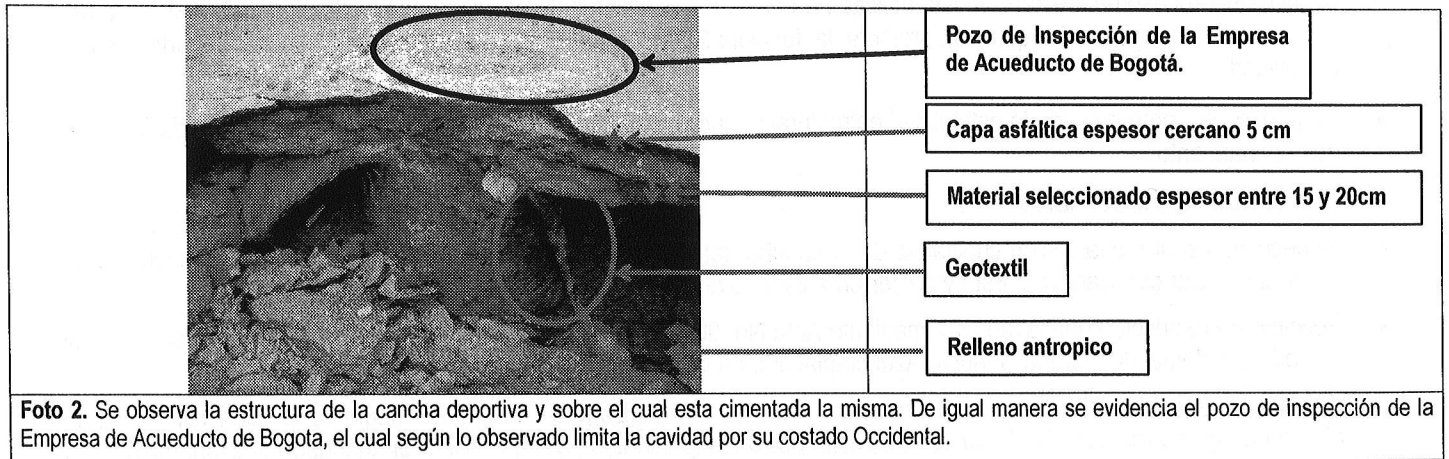 Pozo de Inspección de la Empresa
de Acueducto de Bogotá.
Capa asfáltica espesor cercano 5 cm
Material seleccionado espesor entre 15 y 20cm
Geotextil
Relleno antropico
Foto 2. Se observa la estructura de la cancha deportiva y sobre el cual esta cimentada la misma. De igual manera se evidencia el pozo de inspección de la
Empresa de Acueducto de Bogota, el cual según lo observado limita la cavidad por su costado Occidental.